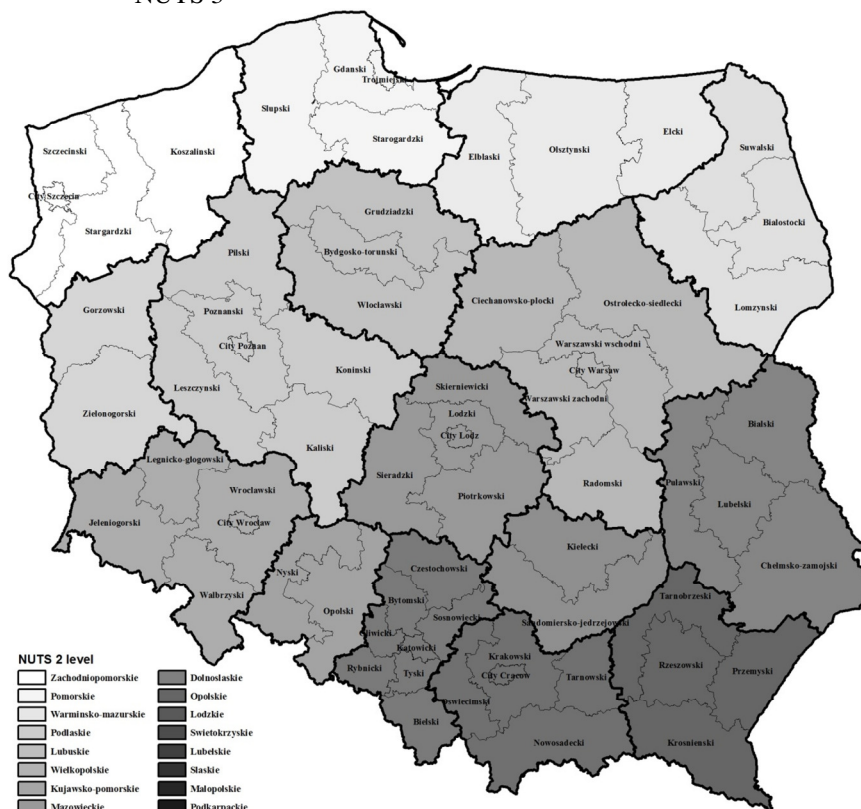 NUTS 3
Gdanski
Trojmiejski
Slupski
Starogardzki
Szczecinski
Koszalinski
Elblaski
Olsztynski
Elcki
Suwalski
City Szczecin
Stargardzki
Grudziadzki
Bialostocki
Pilski
Bydgosko-torunski
Gorzowski
Poznanski
Wloclawski
Ciechanowsko-plocki
Ostrolecko-siedlecki
Lomzynski
City Poznan
Warszawski wschodni
Leszczynski
Koninski
City Warsaw
Skierniewicki
Warszawski zachodni
Zielonogorski
Lodzki
Bialski
City Lodz
Kaliski
Legnicko-glogowski
Sieradzki
Radomski
Pulawski
Wroclawski
Piotrkowski
Lubelski
Jeleniogorski
City Wroclaw
Kielecki
Nyski
Czestochowski
Chelmsko-zamojski
Walbrzyski
Opolski
Bytomski
Tarnobrzeski
Sosnowiecki
Sandomiersko-jedrzejowski
Gliwicki
Katowicki
Krakowski
Rybnicki
Tyski
City Cracow
Tarnowski
Rzeszowski
Przemyski
Oswiecimski
Bielski
Nowosadecki
Krosnienski
NUTS 2 level
Zachodniopomorskie
Pomorskie
Warminsko-mazurskie
Podlaskie
Lubuskie
Wielkopolskie
Kujawsko-pomorskie
Mazowieckie
Dolnoslaskie
Opolskie
Lodzkie
Swietokrzyskie
Lubelskie
Slaskie
Malopolskie
Podkarpackie